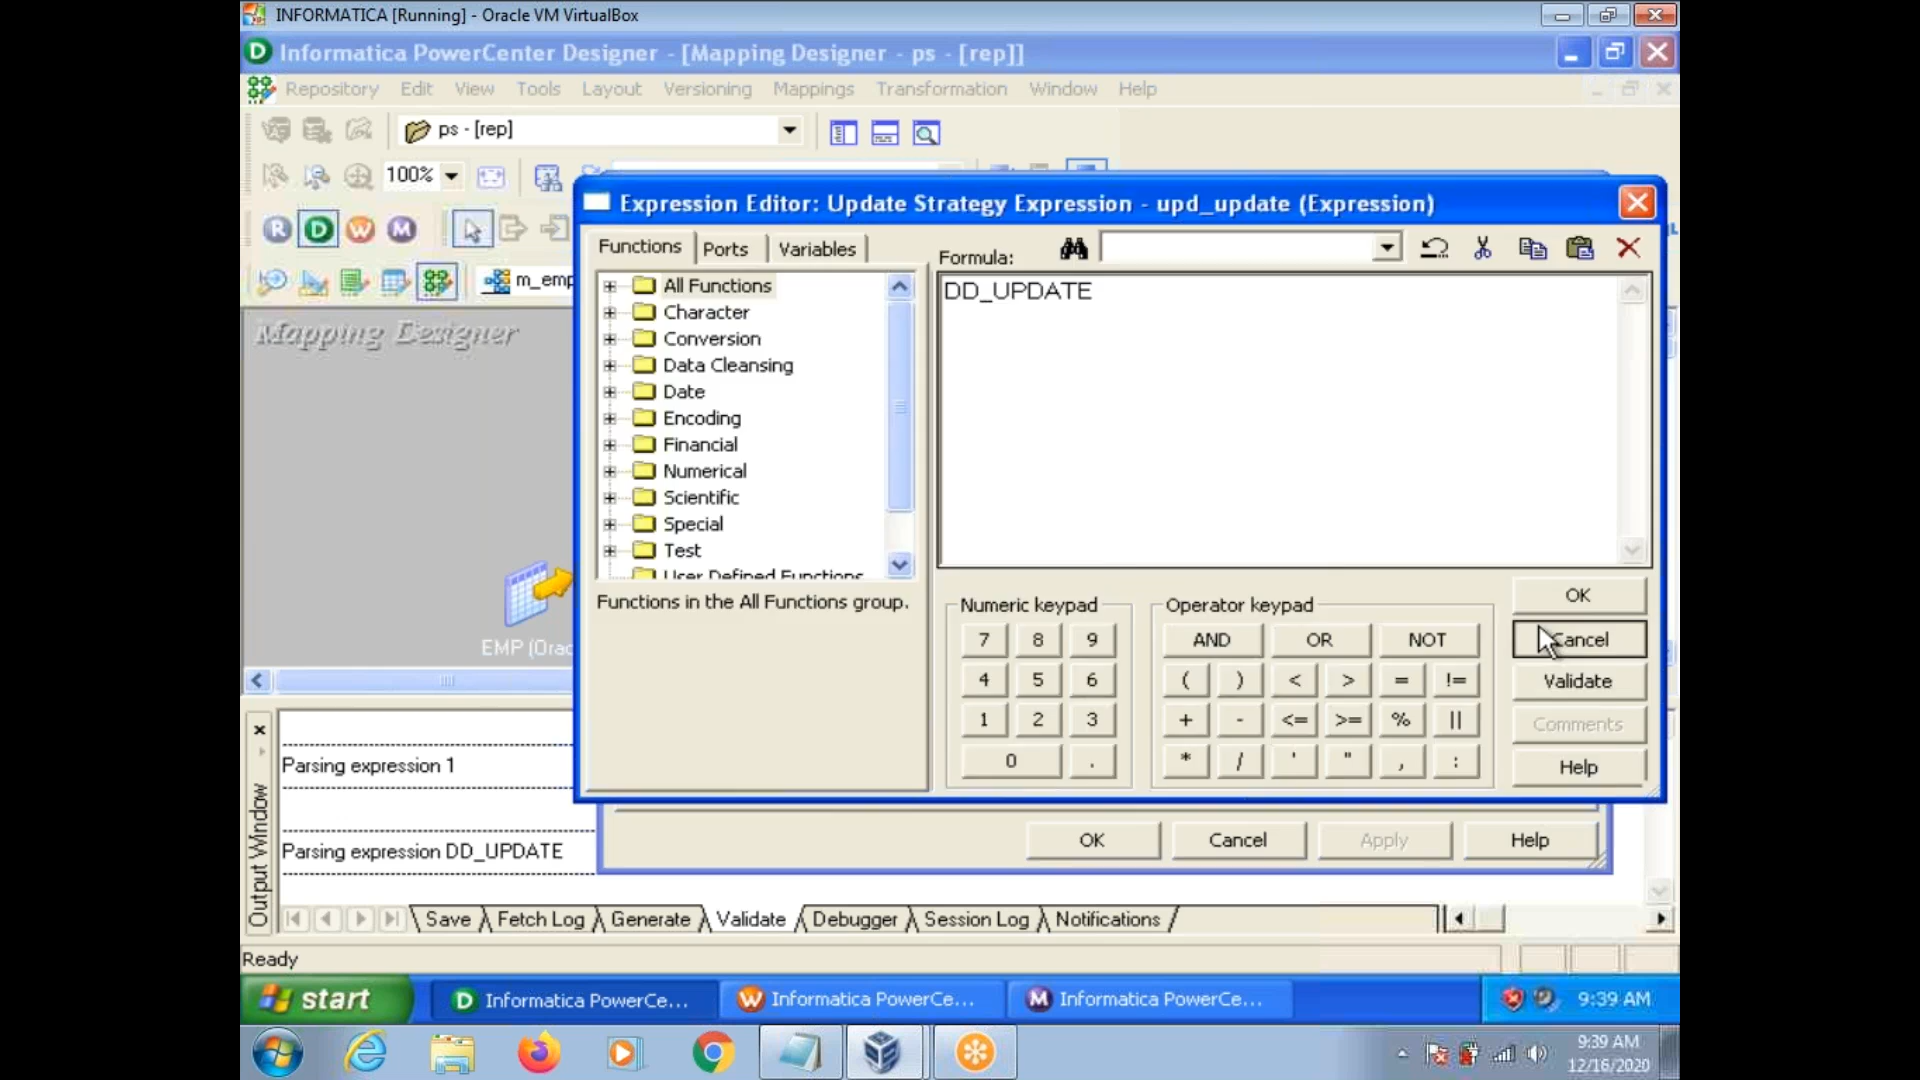 INFORMATICA [Running] - Oracle VM VirtualBox
Informatica PowerCenter Designer - [Mapping Designer - ps - [rep]]
Repository Edit View Tools Layout Versioning Mappings Transformation Window Help
ps - [rep]
100%
R D W M
m_emp
Mapping Designer
EMP (Orac
Expression Editor: Update Strategy Expression - upd_update (Expression)
Functions Ports Variables
Formula:
DD_UPDATE
All Functions
Character
Conversion
Data Cleansing
Date
Encoding
Financial
Numerical
Scientific
Special
Test
User Defined Functions
Functions in the All Functions group.
Numeric keypad
7 8 9
4 5 6
1 2 3
0 .
Operator keypad
AND OR NOT
( ) < > = !=
+ - <= >= % ||
* / ' " , :
OK
Cancel
Validate
Comments
Help
OK Cancel Apply Help
Output Window
Parsing expression 1
Parsing expression DD_UPDATE
Save Fetch Log Generate Validate Debugger Session Log Notifications
Ready
start
D Informatica PowerCe...
W Informatica PowerCe...
M Informatica PowerCe...
9:39 AM
9:39 AM
12/16/2020